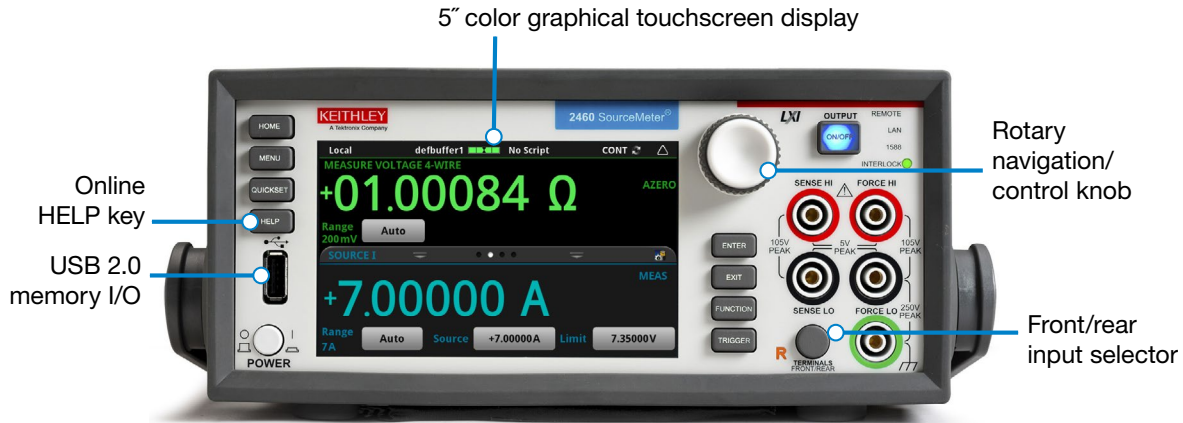 5″ color graphical touchscreen display
KEITHLEY
A Tektronix Company
2460 SourceMeter®
LXI
OUTPUT
ON/OFF
REMOTE
LAN
1588
INTERLOCK
HOME
MENU
QUICKSET
HELP
Online
HELP key
USB 2.0
memory I/O
POWER
Local defbuffer1 No Script CONT
MEASURE VOLTAGE 4-WIRE
+01.00084 Ω
AZERO
Range
200mV
Auto
SOURCE I
MEAS
+7.00000 A
Range
7A
Auto Source +7.00000A Limit 7.35000V
Rotary
navigation/
control knob
ENTER
EXIT
FUNCTION
TRIGGER
SENSE HI FORCE HI
105V
PEAK
5V
PEAK
105V
PEAK
SENSE LO FORCE LO
250V
PEAK
R
TERMINALS
FRONT/REAR
Front/rear
input selector